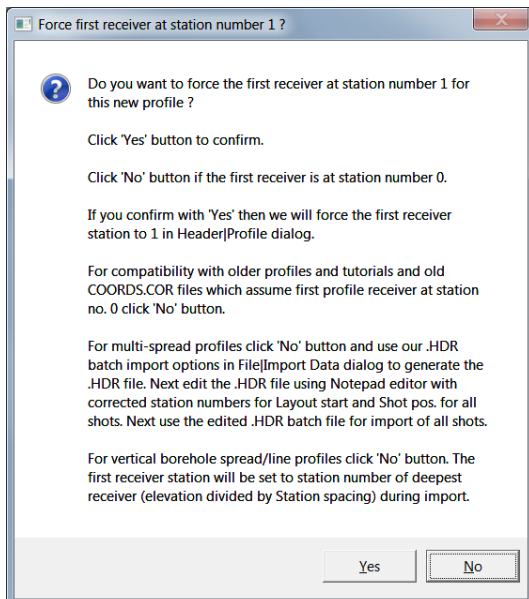 Force first receiver at station number 1 ?
Do you want to force the first receiver at station number 1 for
this new profile ?
Click 'Yes' button to confirm.
Click 'No' button if the first receiver is at station number 0.
If you confirm with 'Yes' then we will force the first receiver
station to 1 in Header|Profile dialog.
For compatibility with older profiles and tutorials and old
COORDS.COR files which assume first profile receiver at station
no. 0 click 'No' button.
For multi-spread profiles click 'No' button and use our .HDR
batch import options in File|Import Data dialog to generate the
.HDR file. Next edit the .HDR file using Notepad editor with
corrected station numbers for Layout start and Shot pos. for all
shots. Next use the edited .HDR batch file for import of all shots.
For vertical borehole spread/line profiles click 'No' button. The
first receiver station will be set to station number of deepest
receiver (elevation divided by Station spacing) during import.
Yes
No